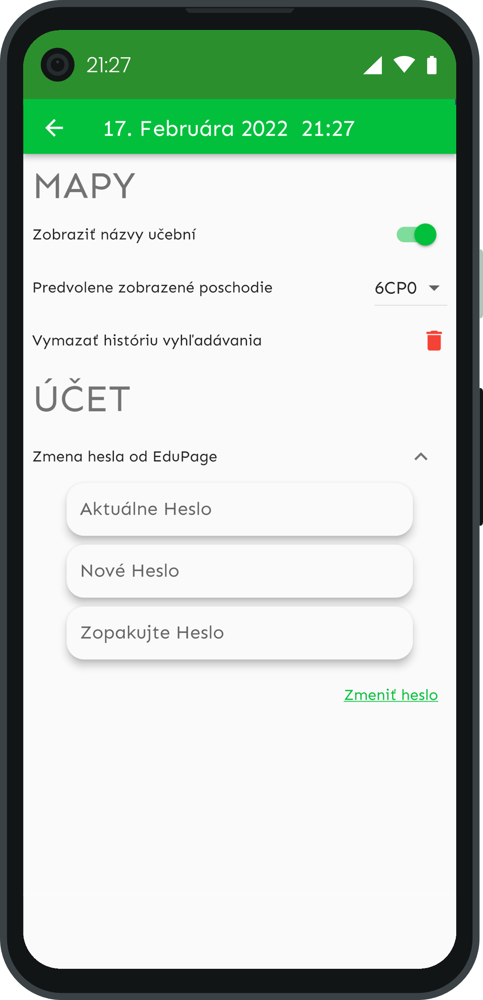 21:27
17. Februára 2022 21:27
MAPY
Zobraziť názvy učební
Predvolene zobrazené poschodie 6CP0
Vymazať históriu vyhľadávania
ÚČET
Zmena hesla od EduPage
Aktuálne Heslo
Nové Heslo
Zopakujte Heslo
Zmeniť heslo